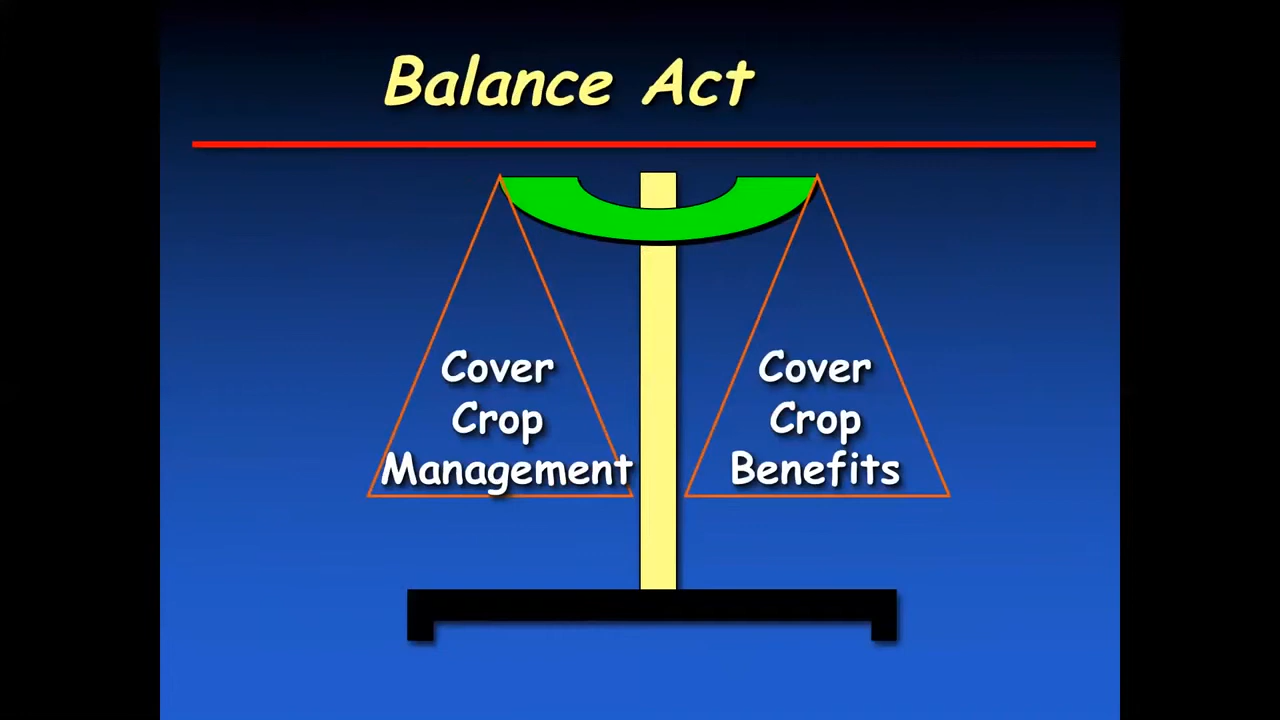 Balance Act
Cover
Crop
Management
Cover
Crop
Benefits